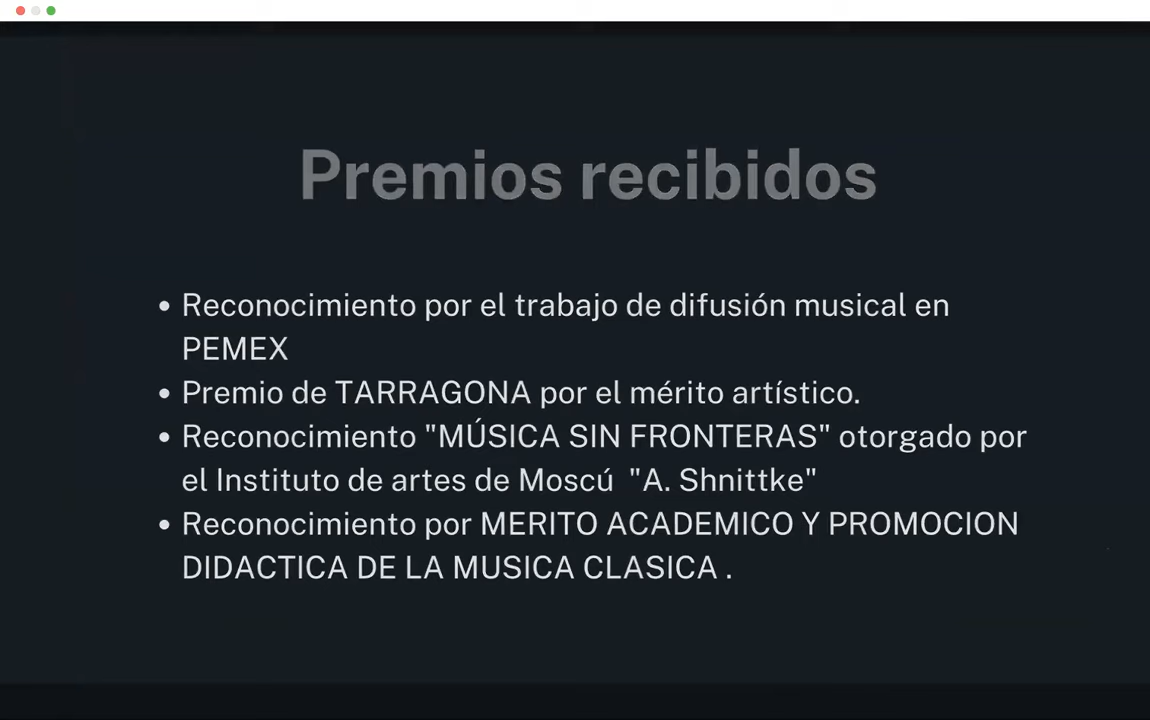 Premios recibidos
• Reconocimiento por el trabajo de difusión musical en
PEMEX
• Premio de TARRAGONA por el mérito artístico.
• Reconocimiento "MÚSICA SIN FRONTERAS" otorgado por
el Instituto de artes de Moscú  "A. Shnittke"
• Reconocimiento por MERITO ACADEMICO Y PROMOCION
DIDACTICA DE LA MUSICA CLASICA .